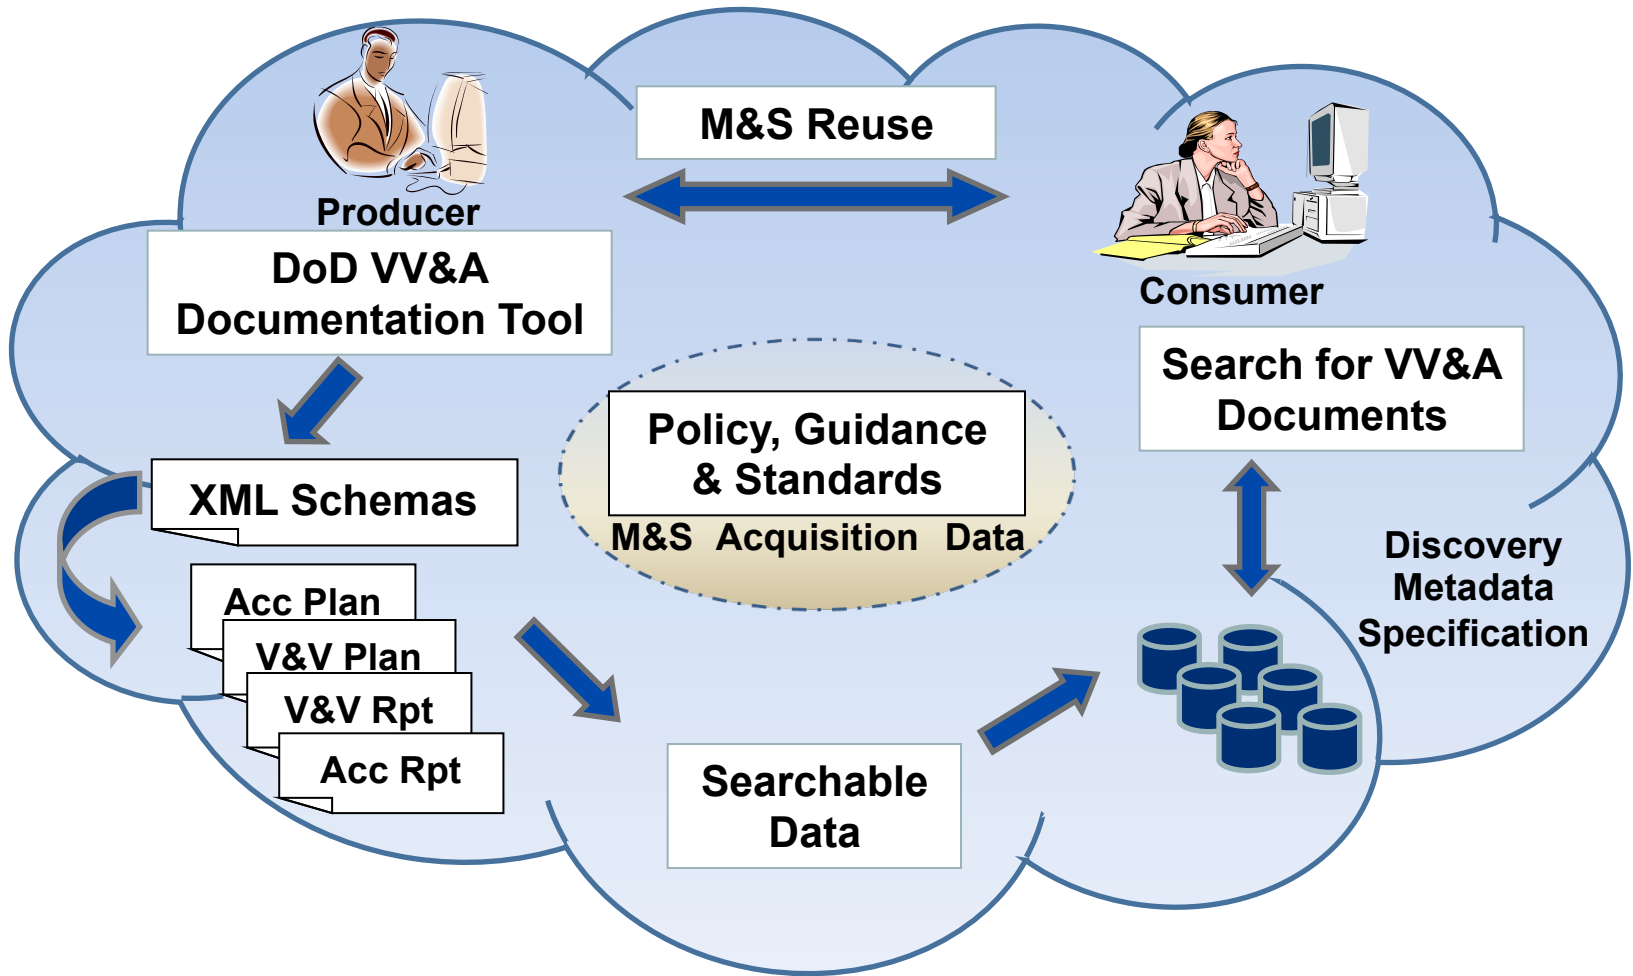 M&S Reuse
Producer
DoD VV&A
Documentation Tool
Consumer
Search for VV&A
Documents
Policy, Guidance
& Standards
M&S Acquisition Data
XML Schemas
Discovery
Metadata
Specification
Acc Plan
V&V Plan
V&V Rpt
Acc Rpt
Searchable
Data